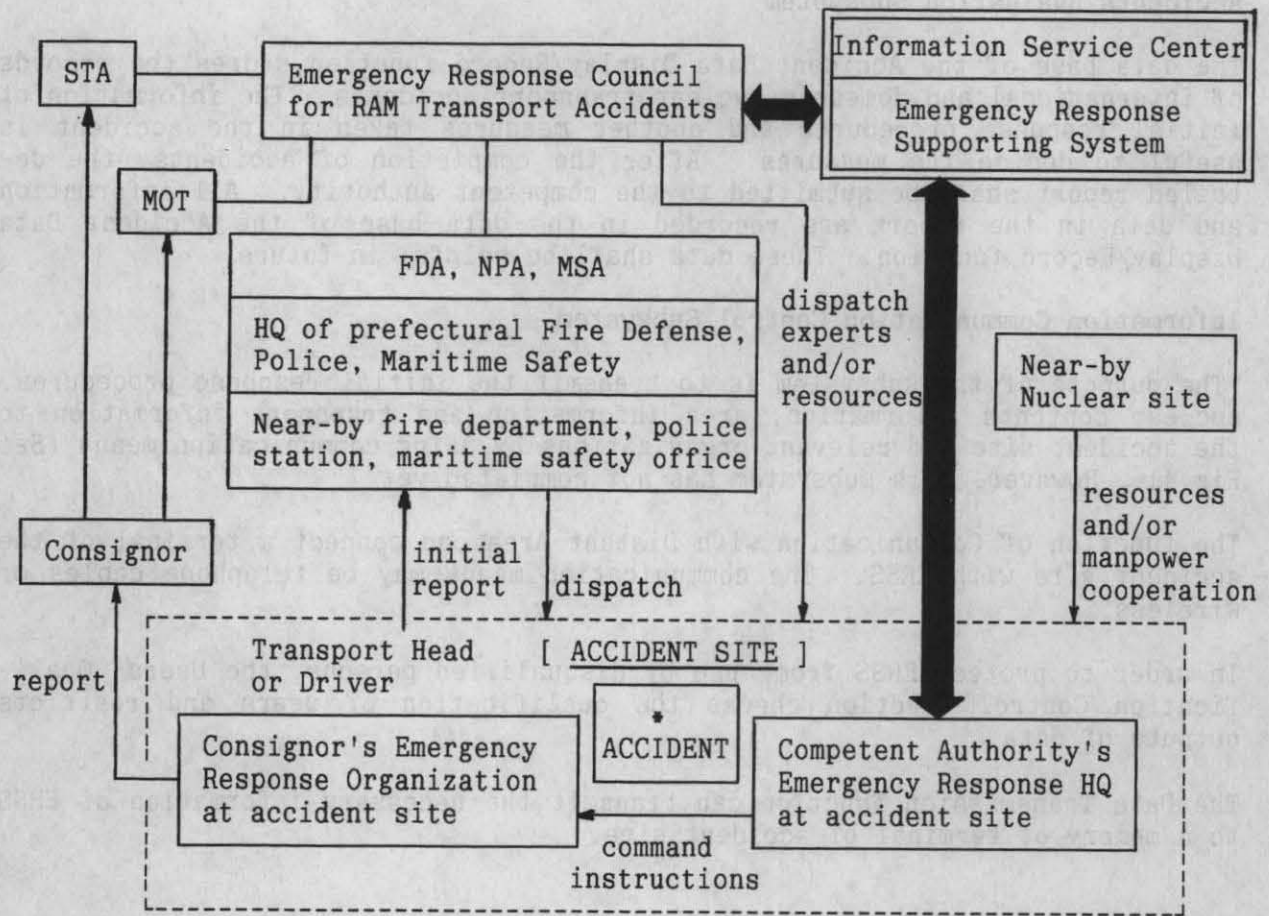 STA
Emergency Response Council
for RAM Transport Accidents
Information Service Center
Emergency Response
Supporting System
MOT
FDA, NPA, MSA
HQ of prefectural Fire Defense,
Police, Maritime Safety
Near-by fire department, police
station, maritime safety office
dispatch
experts
and/or
resources
Near-by
Nuclear site
resources
and/or
manpower
cooperation
Consignor
initial
report
dispatch
report
Transport Head
or Driver
[ ACCIDENT SITE ]
*
ACCIDENT
Consignor's Emergency
Response Organization
at accident site
Competent Authority's
Emergency Response HQ
at accident site
command
instructions